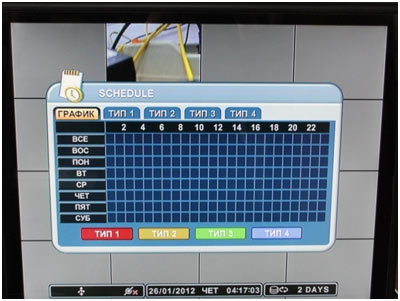 SCHEDULE
ГРАФИК ТИП 1 ТИП 2 ТИП 3 ТИП 4
2 4 6 8 10 12 14 16 18 20 22
ВСЕ
ВОС
ПОН
ВТ
СР
ЧЕТ
ПЯТ
СУБ
ТИП 1 ТИП 2 ТИП 3 ТИП 4
26/01/2012 ЧЕТ 04:17:03 2 DAYS